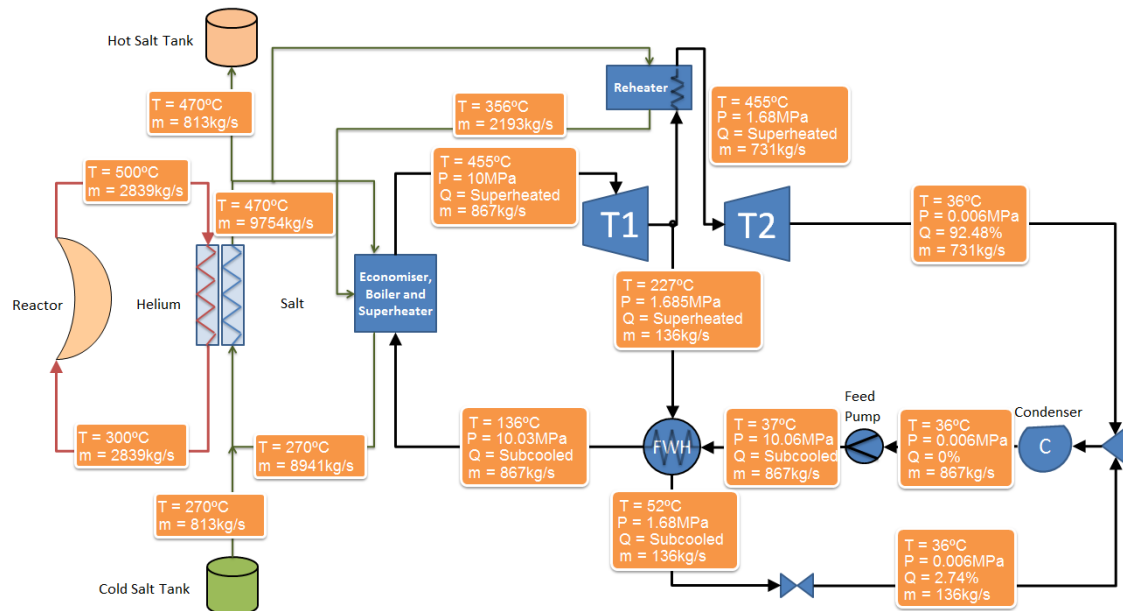 Hot Salt Tank
T = 470ºC
m = 813kg/s
T = 500ºC
m = 2839kg/s
T = 470ºC
m = 9754kg/s
Reactor
Helium
Salt
T = 300ºC
m = 2839kg/s
T = 270ºC
m = 8941kg/s
T = 270ºC
m = 813kg/s
Cold Salt Tank
T = 356ºC
m = 2193kg/s
Reheater
T = 455ºC
P = 1.68MPa
Q = Superheated
m = 731kg/s
T = 455ºC
P = 10MPa
Q = Superheated
m = 867kg/s
T1
T2
T = 36ºC
P = 0.006MPa
Q = 92.48%
m = 731kg/s
Economiser,
Boiler and
Superheater
T = 227ºC
P = 1.685MPa
Q = Superheated
m = 136kg/s
T = 136ºC
P = 10.03MPa
Q = Subcooled
m = 867kg/s
FWH
T = 37ºC
P = 10.06MPa
Q = Subcooled
m = 867kg/s
Feed
Pump
T = 36ºC
P = 0.006MPa
Q = 0%
m = 867kg/s
Condenser
C
T = 52ºC
P = 1.68MPa
Q = Subcooled
m = 136kg/s
T = 36ºC
P = 0.006MPa
Q = 2.74%
m = 136kg/s